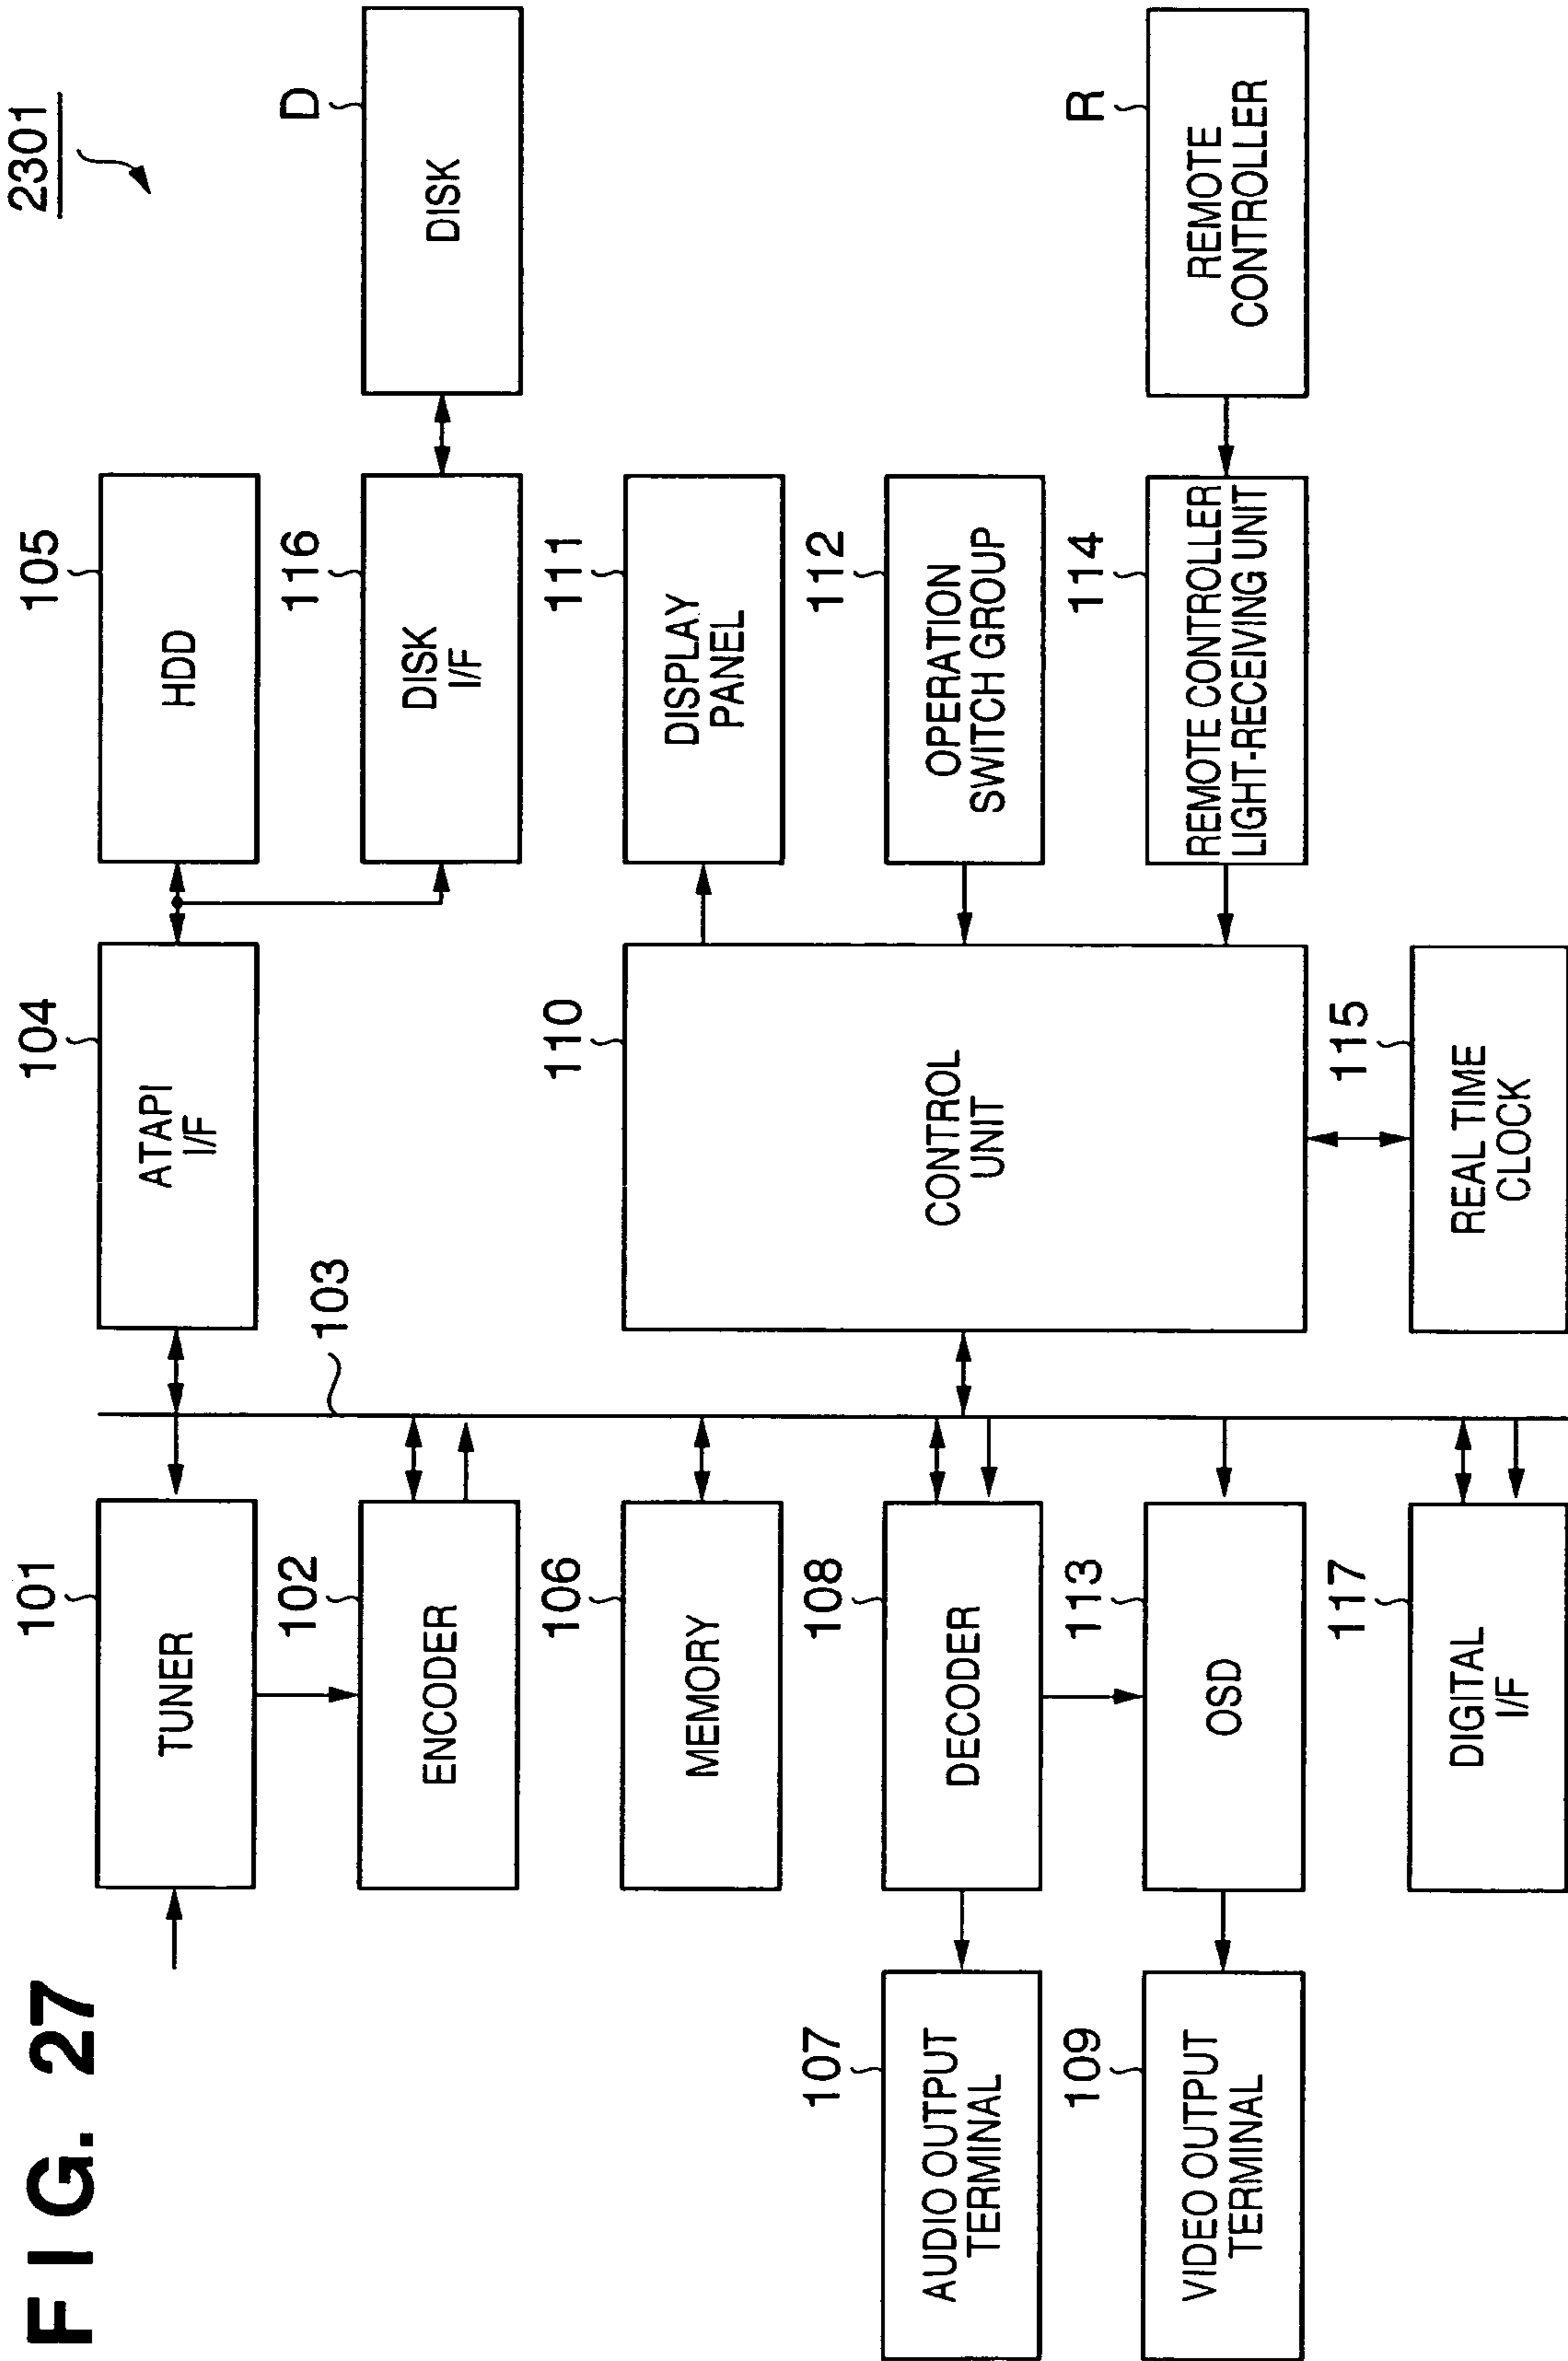 FIG. 27
2301
101
TUNER
102
ENCODER
106
MEMORY
108
DECODER
113
OSD
117
DIGITAL
I/F
107
AUDIO OUTPUT
TERMINAL
109
VIDEO OUTPUT
TERMINAL
103
104
ATAPI
I/F
110
CONTROL
UNIT
115
REAL TIME
CLOCK
105
HDD
116
DISK
I/F
111
DISPLAY
PANEL
112
OPERATION
SWITCH GROUP
114
REMOTE CONTROLLER
LIGHT-RECEIVING UNIT
D
DISK
R
REMOTE
CONTROLLER